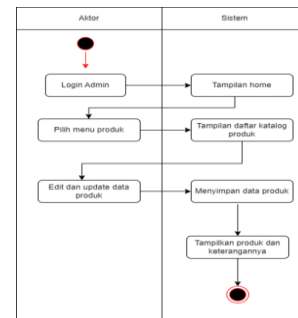 Aktor
Sistem
Login Admin
Tampilan home
Pilih menu produk
Tampilan daftar katalog
produk
Edit dan update data
produk
Menyimpan data produk
Tampilkan produk dan
keterangannya